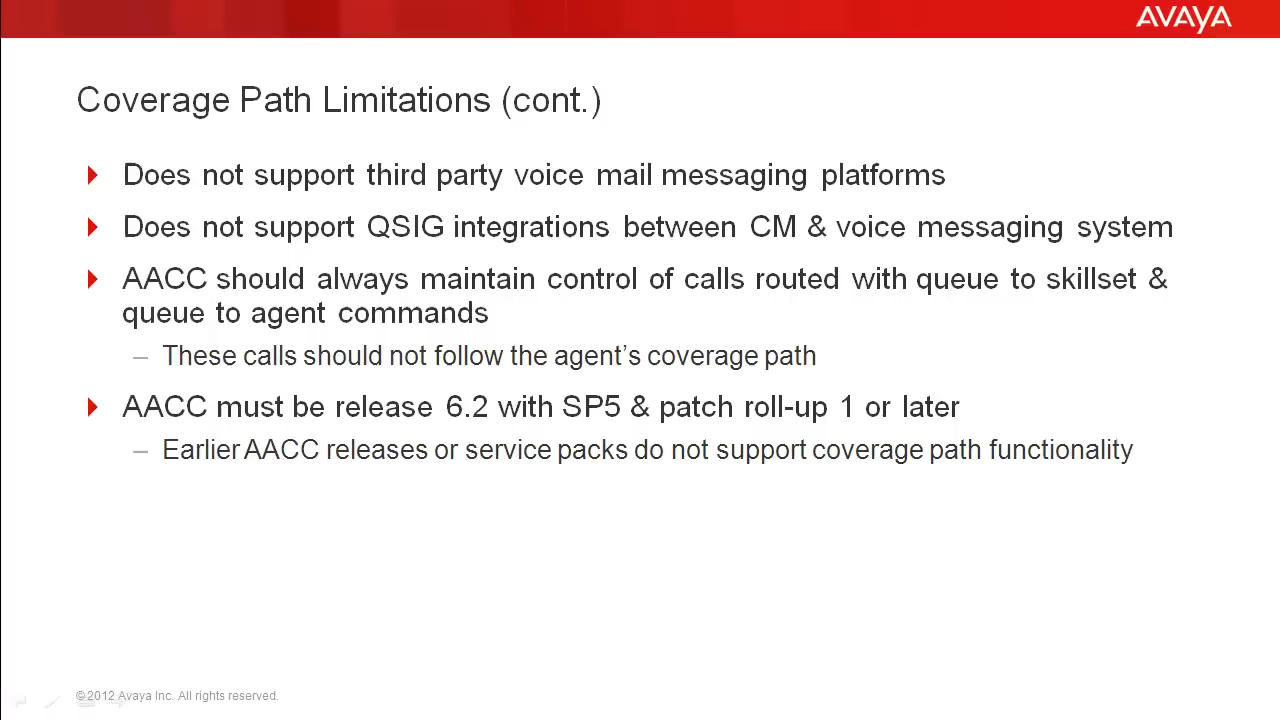 AVAYA
Coverage Path Limitations (cont.)
Does not support third party voice mail messaging platforms
Does not support QSIG integrations between CM & voice messaging system
AACC should always maintain control of calls routed with queue to skillset &
queue to agent commands
– These calls should not follow the agent’s coverage path
AACC must be release 6.2 with SP5 & patch roll-up 1 or later
– Earlier AACC releases or service packs do not support coverage path functionality
©2012 Avaya Inc. All rights reserved.